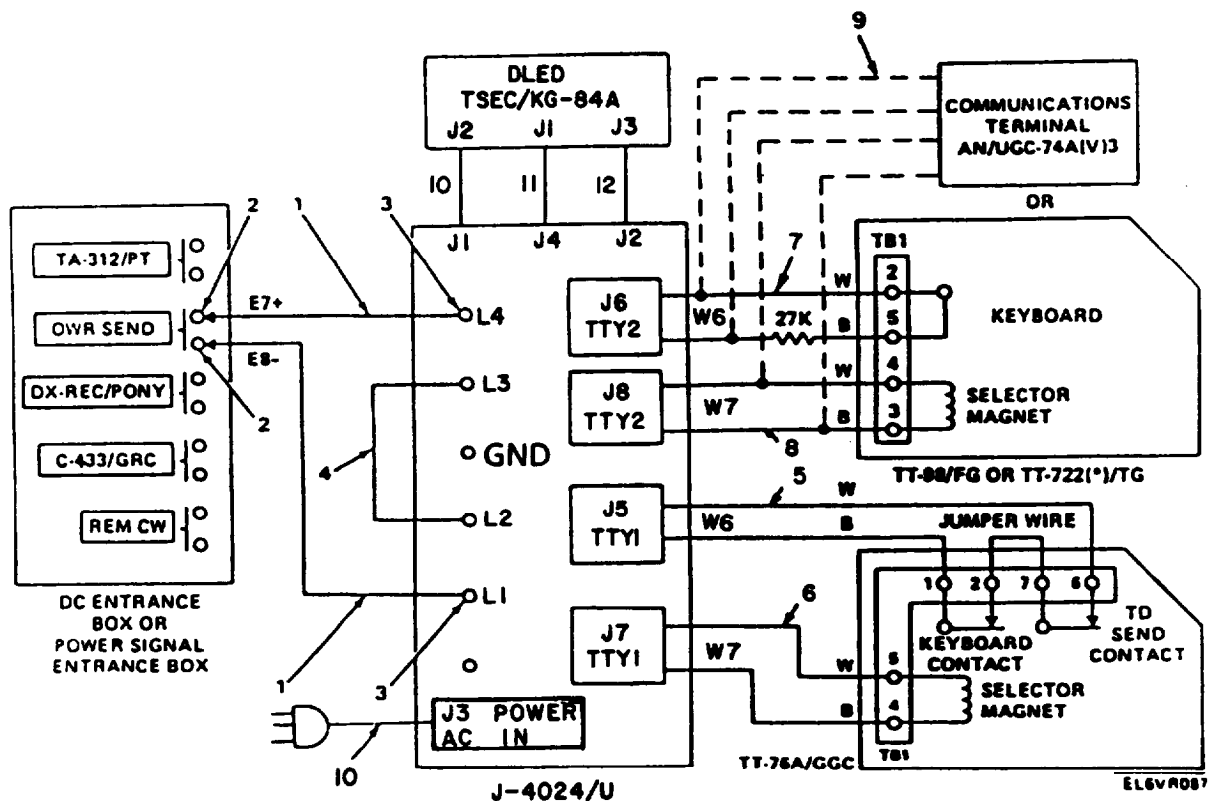 9
DLED
TSEC/KG-84A
J2 J1 J3
COMMUNICATIONS
TERMINAL
AN/UGC-74A(V)3
10 11 12
OR
2 1 3
J1 J4 J2
TB1
7
TA-312/PT
E7+
OWR SEND
L4
J6
TTY2
W6
27K
W
B
2
5
KEYBOARD
E8-
2
DX-REC/PONY
L3
J8
TTY2
W7
W
B
4
3
SELECTOR
MAGNET
8
4
GND
C-433/GRC
TT-98/FG OR TT-722(*)/TG
5
L2
J5
TTY1
W6
W
B
JUMPER WIRE
REM CW
1 2 7 6
L1
6
DC ENTRANCE
BOX OR
POWER SIGNAL
ENTRANCE BOX
1
3
J7
TTY1
W7
KEYBOARD
CONTACT
TD
SEND
CONTACT
W
B
5
4
SELECTOR
MAGNET
TB1
J3 POWER
AC IN
10
TT-76A/GGC
J-4024/U